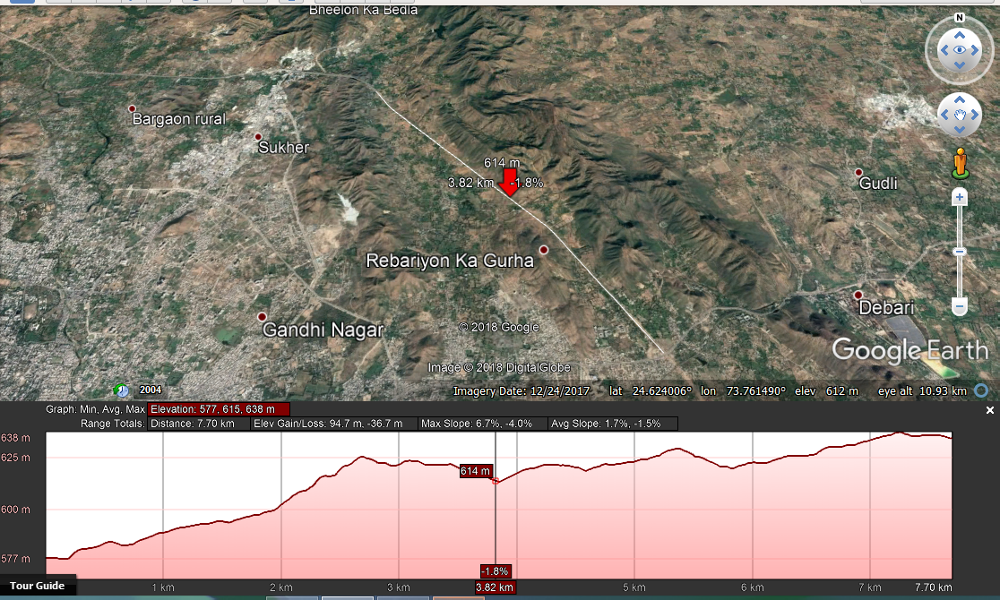 Bheelon Ka Bedla
N
Bargaon rural
Sukher
614 m
3.82 km -1.8%
Gudli
Rebariyon Ka Gurha
Debari
Gandhi Nagar
© 2018 Google
Google Earth
Image © 2018 DigitalGlobe
2004
Imagery Date: 12/24/2017 lat 24.624006° lon 73.761490° elev 612 m eye alt 10.93 km
Graph: Min, Avg, Max Elevation: 577, 615, 638 m
Range Totals: Distance: 7.70 km Elev Gain/Loss: 94.7 m, -36.7 m Max Slope: 6.7%, -4.0% Avg Slope: 1.7%, -1.5%
638 m
625 m
614 m
600 m
577 m
-1.8%
Tour Guide
1 km 2 km 3 km 3.82 km 5 km 6 km 7 km 7.70 km